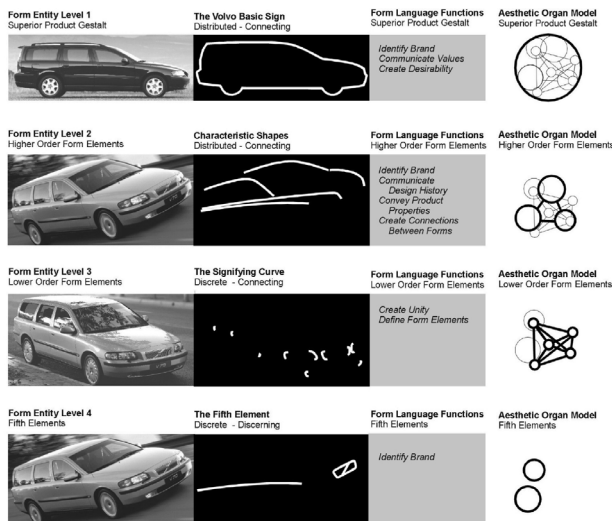 Form Entity Level 1
Superior Product Gestalt
The Volvo Basic Sign
Distributed - Connecting
Form Language Functions
Superior Product Gestalt
Identify Brand
Communicate Values
Create Desirability
Aesthetic Organ Model
Superior Product Gestalt
Form Entity Level 2
Higher Order Form Elements
Characteristic Shapes
Distributed - Connecting
Form Language Functions
Higher Order Form Elements
Identify Brand
Communicate
Design History
Convey Product
Properties
Create Connections
Between Forms
Aesthetic Organ Model
Higher Order Form Elements
Form Entity Level 3
Lower Order Form Elements
The Signifying Curve
Discrete - Connecting
Form Language Functions
Lower Order Form Elements
Create Unity
Define Form Elements
Aesthetic Organ Model
Lower Order Form Elements
Form Entity Level 4
Fifth Elements
The Fifth Element
Discrete - Discerning
Form Language Functions
Fifth Elements
Identify Brand
Aesthetic Organ Model
Fifth Elements